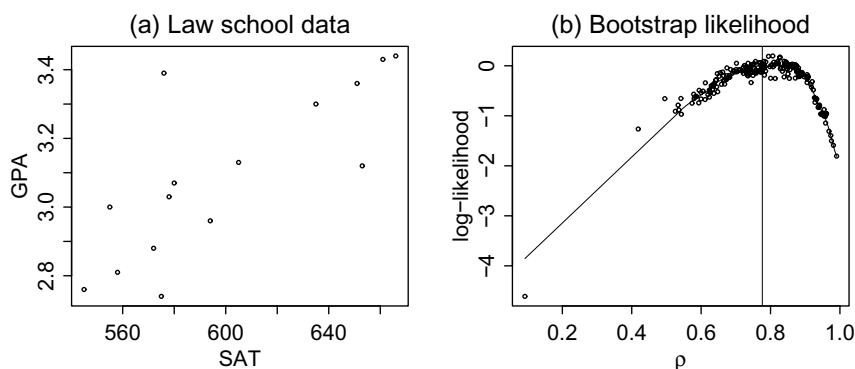 (a) Law school data
GPA
2.8 3.0 3.2 3.4
560 600 640
SAT
(b) Bootstrap likelihood
log−likelihood
−4 −3 −2 −1 0
0.2 0.4 0.6 0.8 1.0
ρ